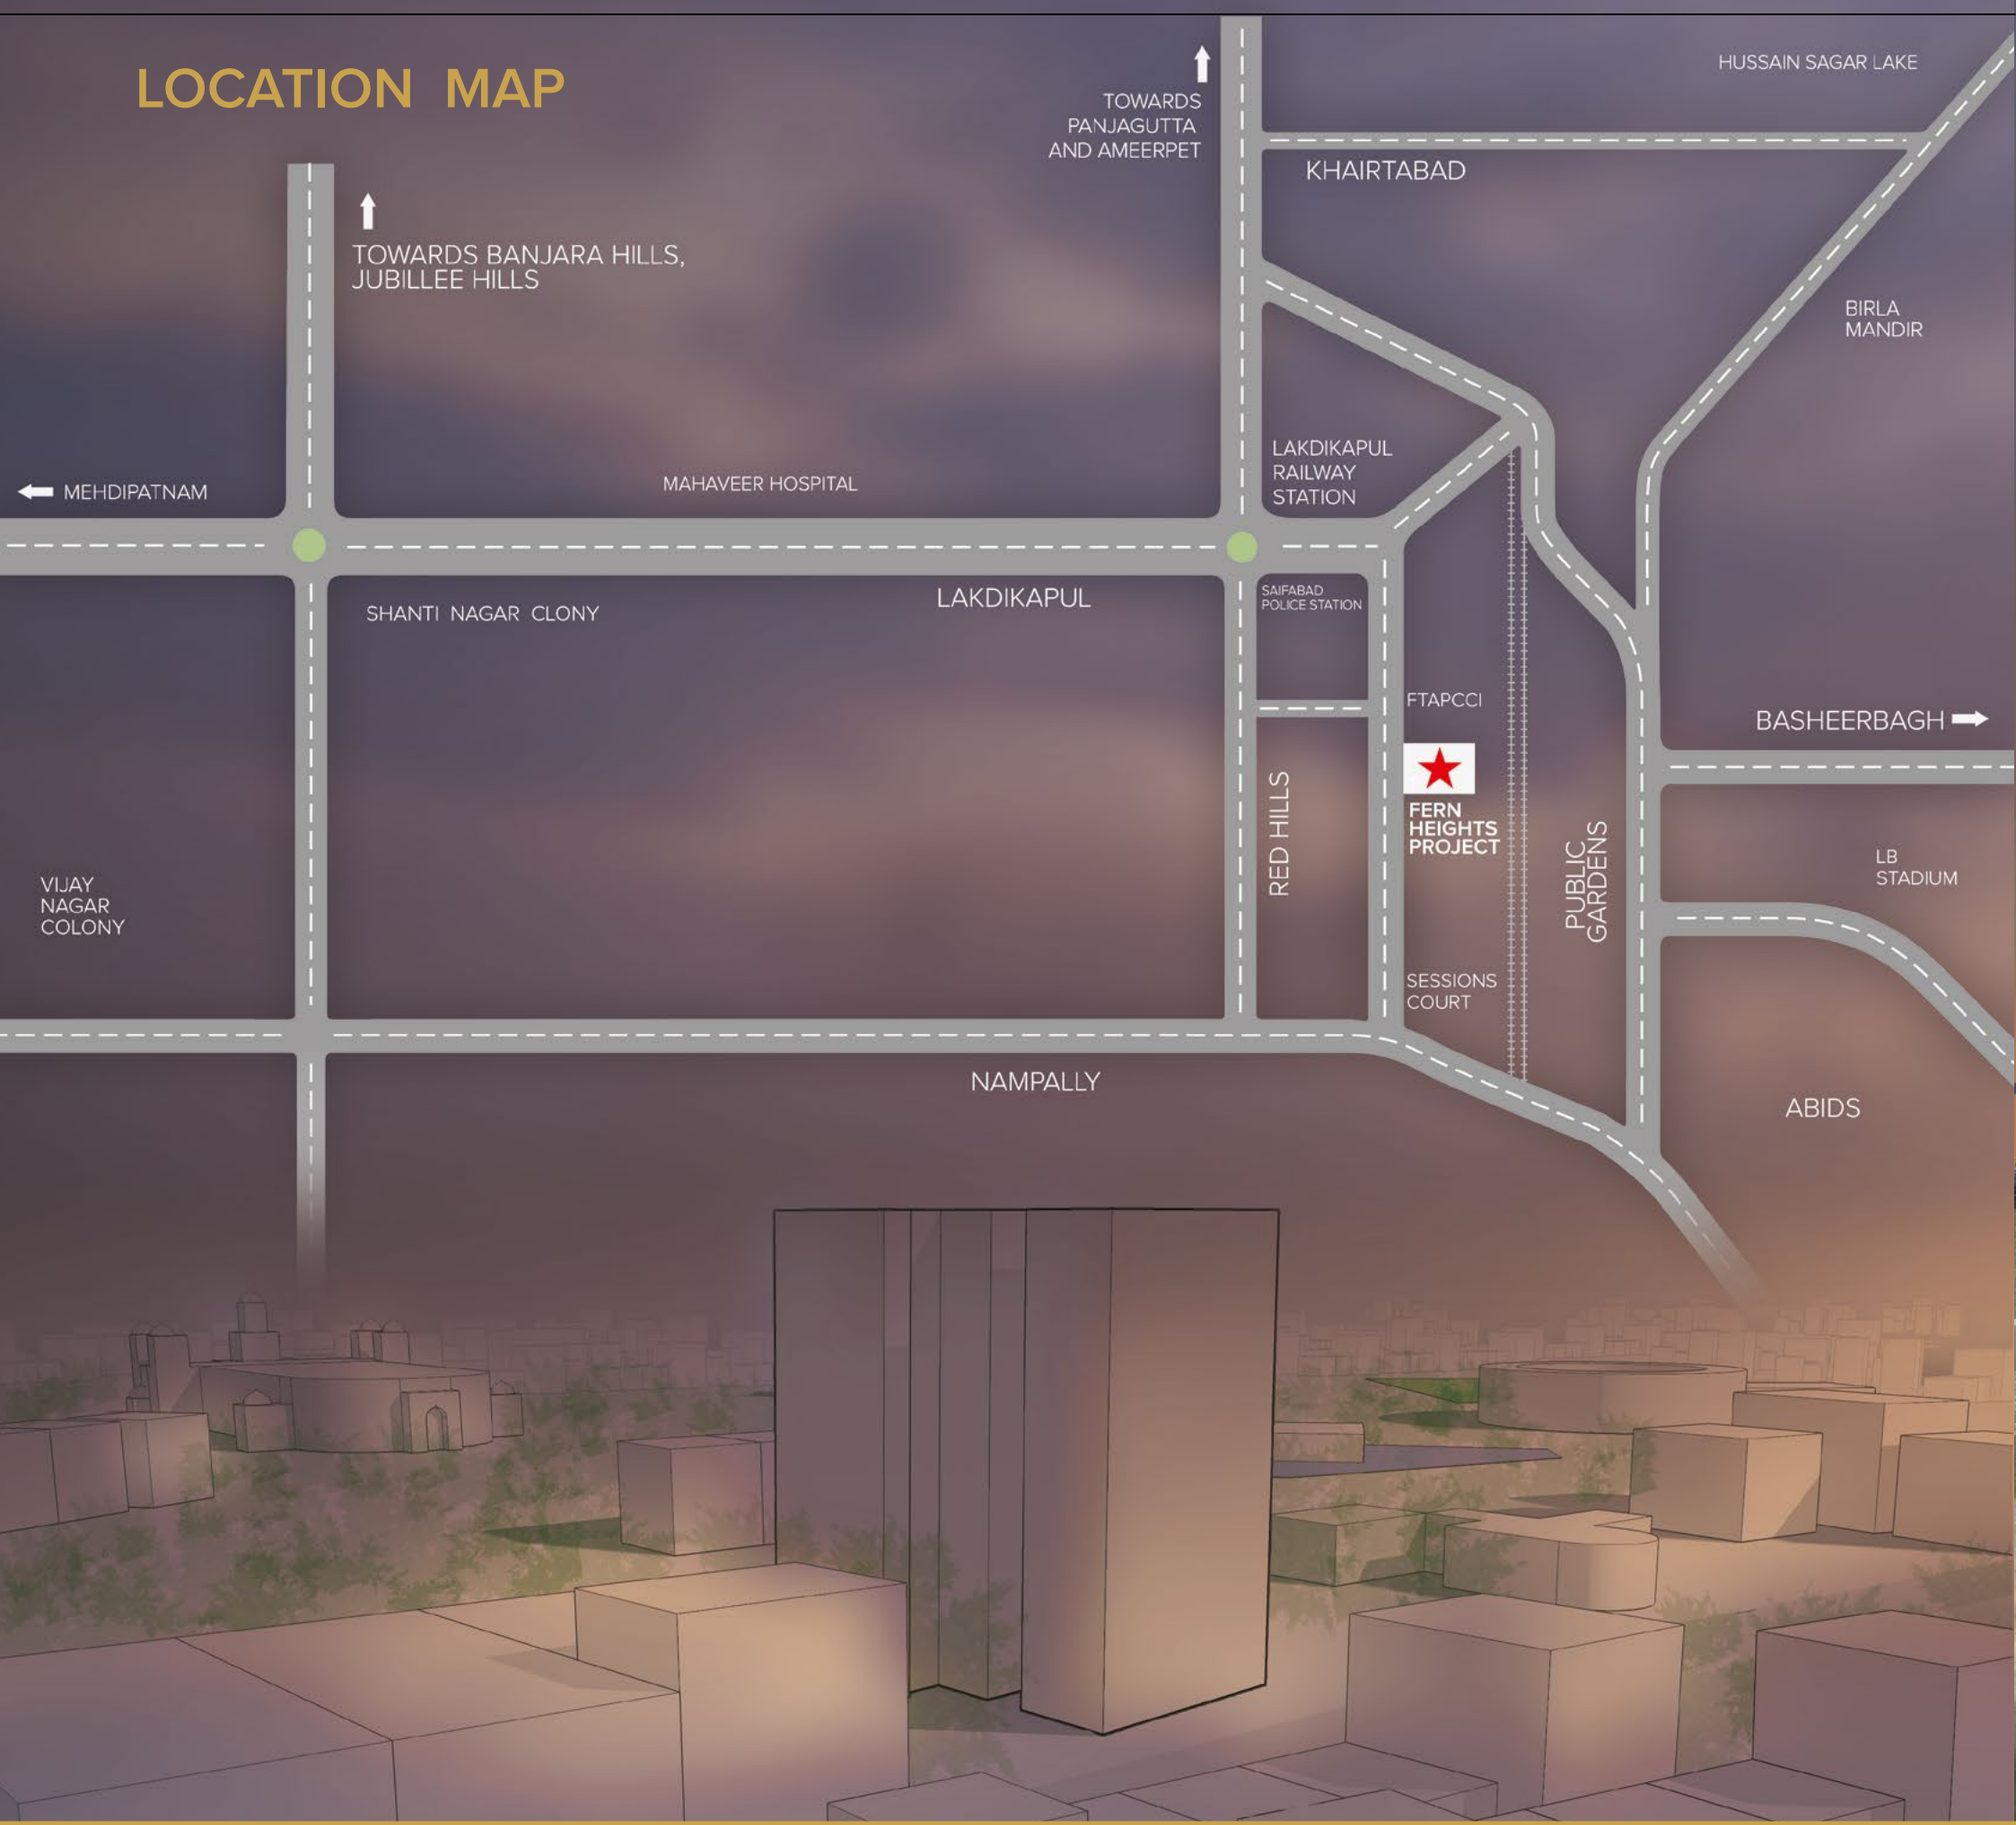 LOCATION MAP
TOWARDS
PANJAGUTTA
AND AMEERPET
HUSSAIN SAGAR LAKE
KHAIRTABAD
TOWARDS BANJARA HILLS,
JUBILLEE HILLS
BIRLA
MANDIR
MEHDIPATNAM
MAHAVEER HOSPITAL
LAKDIKAPUL
RAILWAY
STATION
SHANTI NAGAR CLONY
LAKDIKAPUL
SAIFABAD
POLICE STATION
FTAPCCI
BASHEERBAGH
FERN
HEIGHTS
PROJECT
RED HILLS
PUBLIC
GARDENS
LB
STADIUM
VIJAY
NAGAR
COLONY
SESSIONS
COURT
NAMPALLY
ABIDS